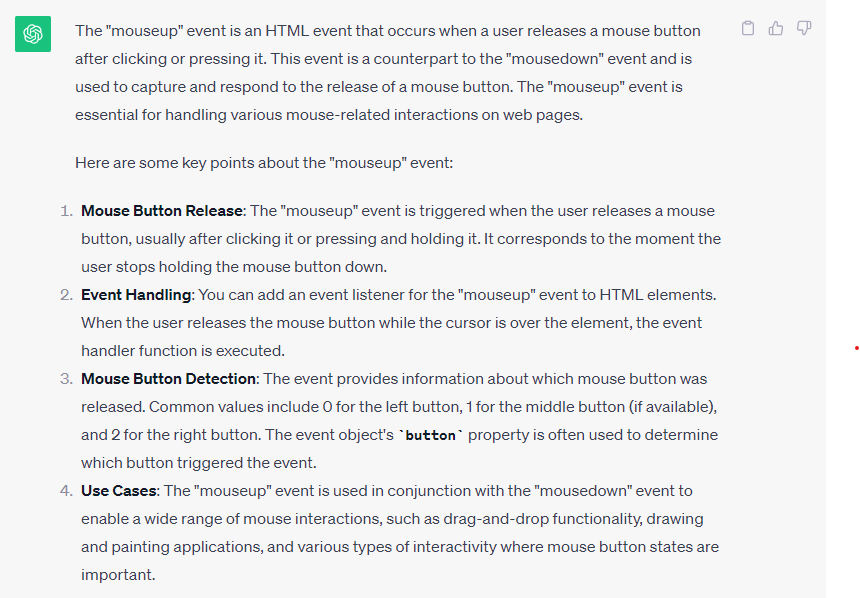 The "mouseup" event is an HTML event that occurs when a user releases a mouse button
after clicking or pressing it. This event is a counterpart to the "mousedown" event and is
used to capture and respond to the release of a mouse button. The "mouseup" event is
essential for handling various mouse-related interactions on web pages.
Here are some key points about the "mouseup" event:
1. Mouse Button Release: The "mouseup" event is triggered when the user releases a mouse
button, usually after clicking it or pressing and holding it. It corresponds to the moment the
user stops holding the mouse button down.
2. Event Handling: You can add an event listener for the "mouseup" event to HTML elements.
When the user releases the mouse button while the cursor is over the element, the event
handler function is executed.
3. Mouse Button Detection: The event provides information about which mouse button was
released. Common values include 0 for the left button, 1 for the middle button (if available),
and 2 for the right button. The event object's `button` property is often used to determine
which button triggered the event.
4. Use Cases: The "mouseup" event is used in conjunction with the "mousedown" event to
enable a wide range of mouse interactions, such as drag-and-drop functionality, drawing
and painting applications, and various types of interactivity where mouse button states are
important.